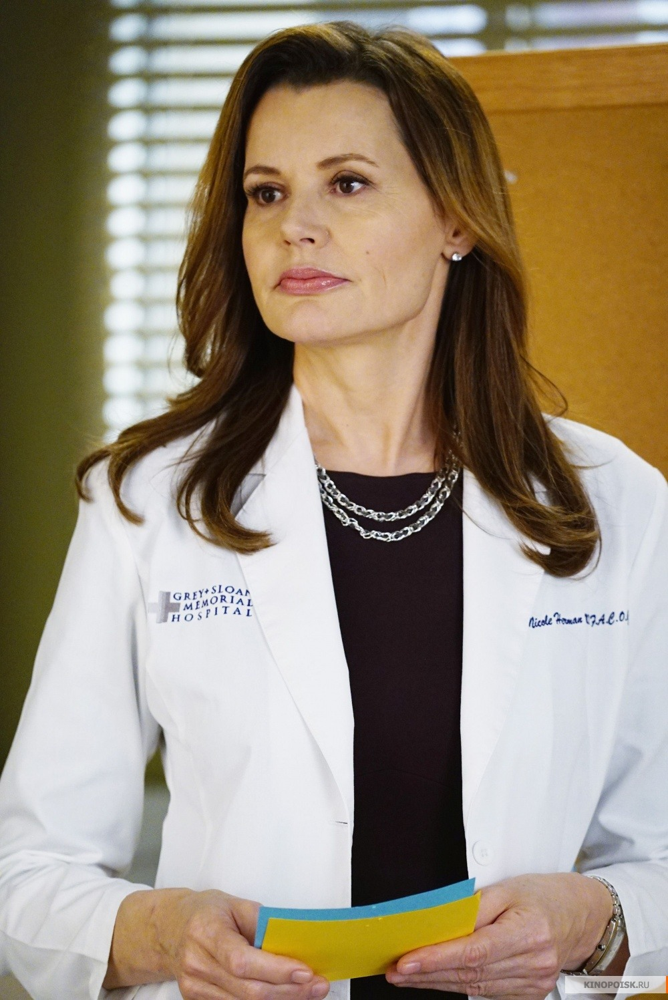 GREY+SLOAN
MEMORIAL
HOSPITAL
Nicole Herman
F.A.C.O.
KINOPOISK.RU